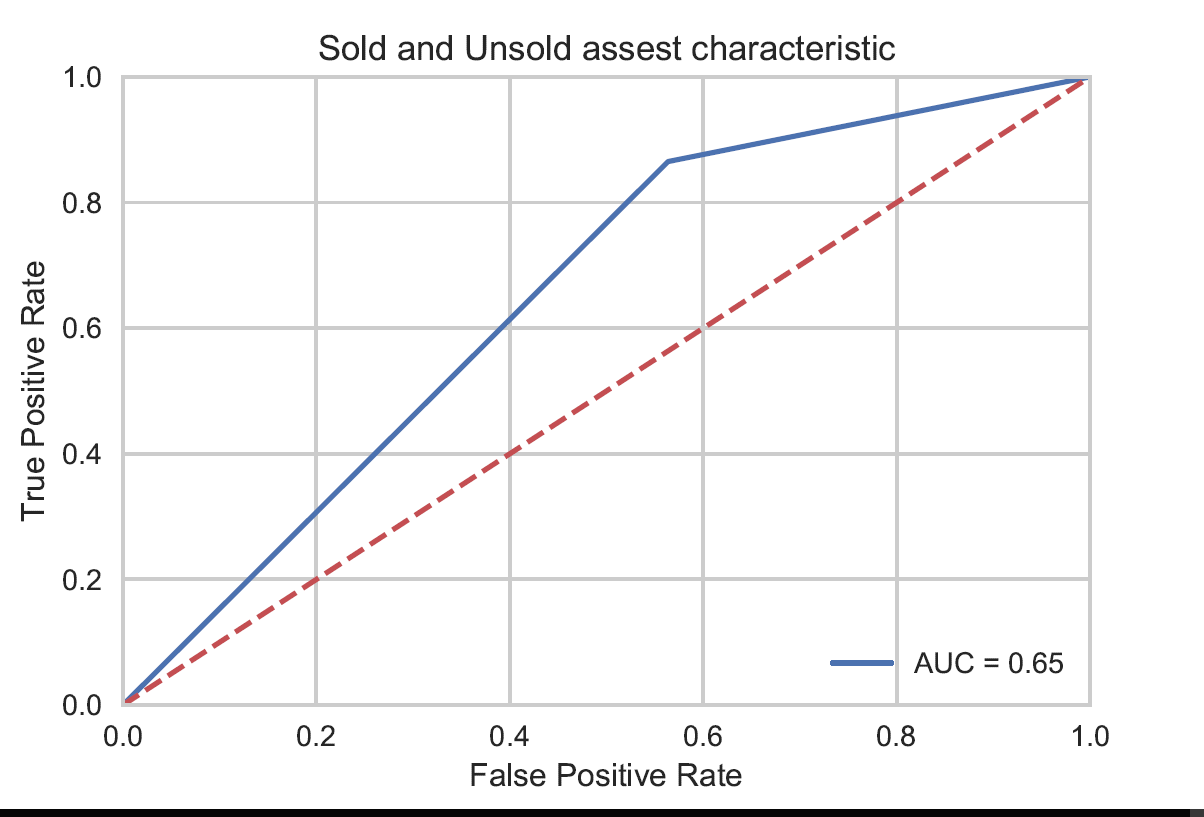 Sold and Unsold assest characteristic
1.0
0.8
0.6
0.4
0.2
0.0
True Positive Rate
AUC = 0.65
0.0 0.2 0.4 0.6 0.8 1.0
False Positive Rate